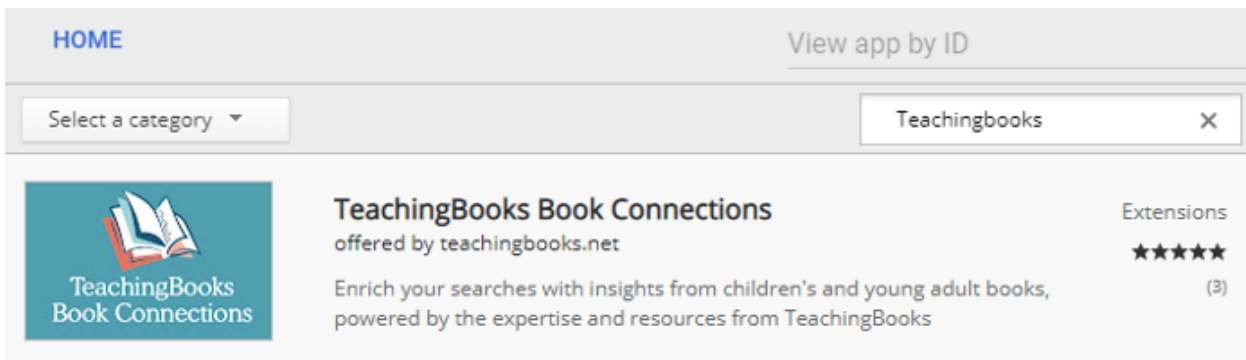 HOME
View app by ID
Select a category
Teachingbooks
TeachingBooks
Book Connections
TeachingBooks Book Connections
offered by teachingbooks.net
Enrich your searches with insights from children's and young adult books,
powered by the expertise and resources from TeachingBooks
Extensions
★★★★★
(3)